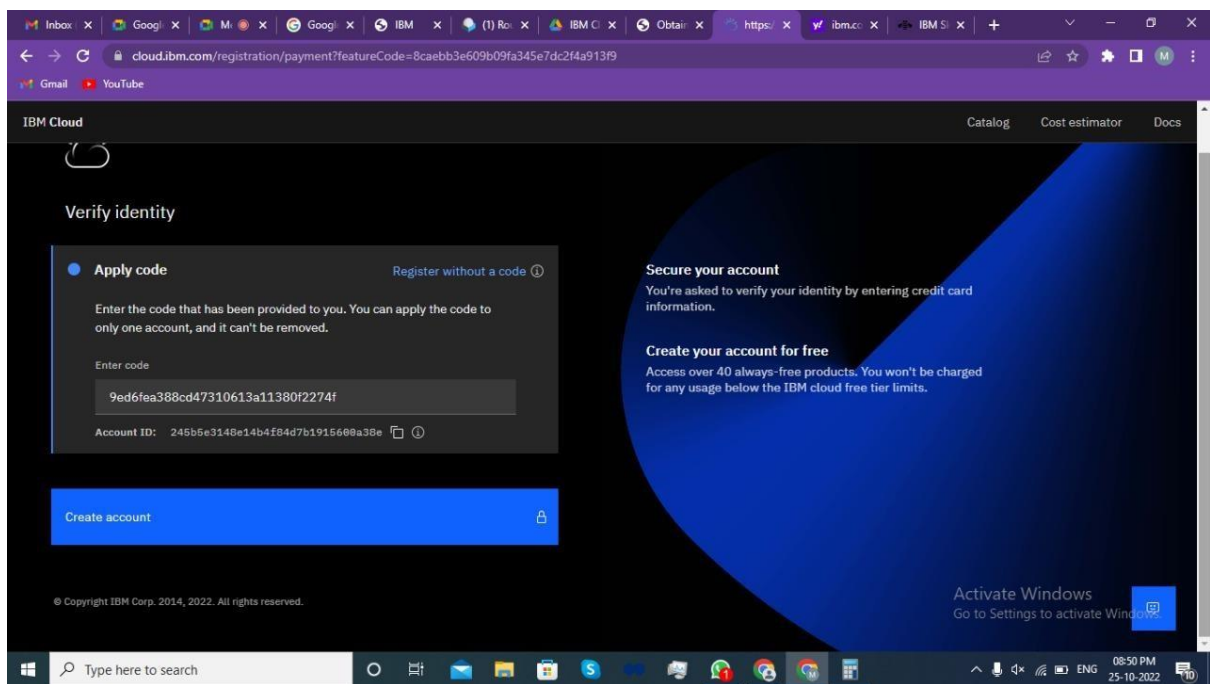 Inbox
Googl
M
Googl
IBM
(1) Ro
IBM Cl
Obtain
https:/
ibm.co
IBM S
cloud.ibm.com/registration/payment?featureCode=8caebb3e609b09fa345e7dc2f4a913f9
M
Gmail
YouTube
IBM Cloud
Catalog
Cost estimator
Docs
Verify identity
Apply code
Register without a code
Enter the code that has been provided to you. You can apply the code to
only one account, and it can't be removed.
Enter code
9ed6fea388cd47310613a11380f2274f
Account ID: 245b5e3148e14b4f84d7b1915600a38e
Create account
Secure your account
You're asked to verify your identity by entering credit card
information.
Create your account for free
Access over 40 always-free products. You won't be charged
for any usage below the IBM cloud free tier limits.
© Copyright IBM Corp. 2014, 2022. All rights reserved.
Activate Windows
Go to Settings to activate Windows.
Type here to search
ENG
08:50 PM
25-10-2022
10